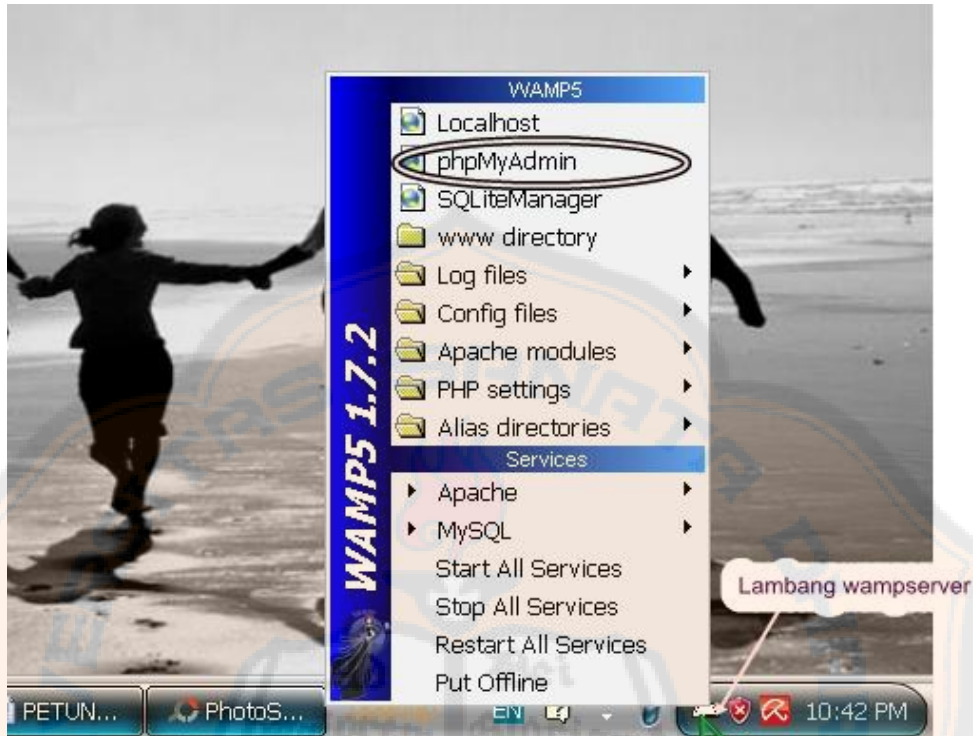 WAMP5
Localhost
phpMyAdmin
SQLiteManager
www directory
Log files
Config files
Apache modules
PHP settings
Alias directories
Services
Apache
MySQL
Start All Services
Stop All Services
Restart All Services
Put Offline
WAMP5 1.7.2
Lambang wampserver
PETUN...
PhotoS...
EN
10:42 PM